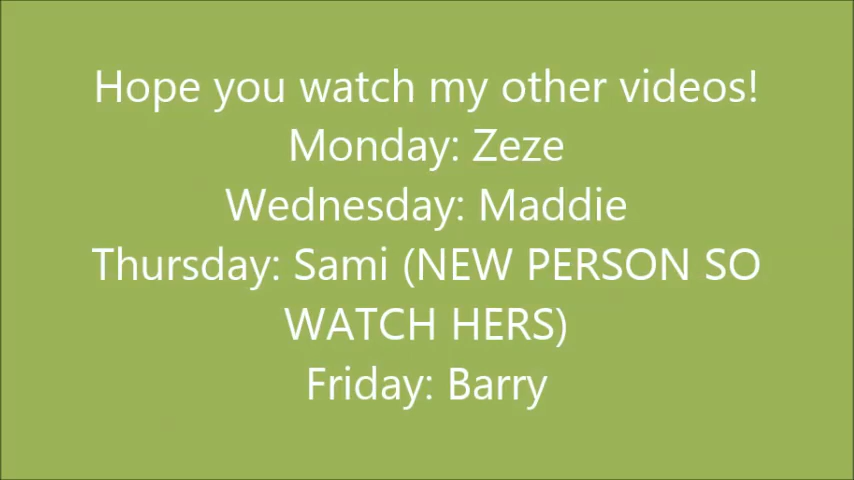 Hope you watch my other videos!
Monday: Zeze
Wednesday: Maddie
Thursday: Sami (NEW PERSON SO
WATCH HERS)
Friday: Barry